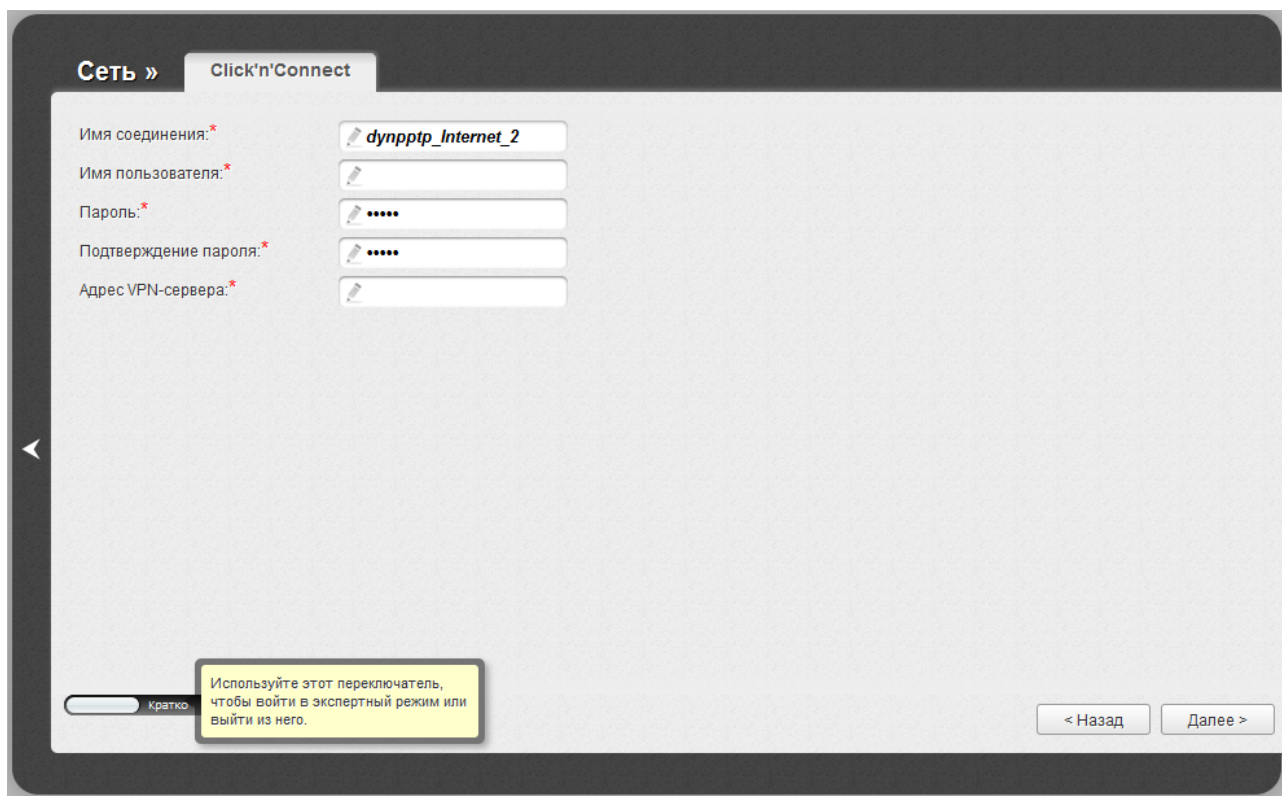 Сеть »
Click'n'Connect
Имя соединения:*
dynpptp_Internet_2
Имя пользователя:*
Пароль:*
•••••
Подтверждение пароля:*
•••••
Адрес VPN-сервера:*
Кратко
Используйте этот переключатель,
чтобы войти в экспертный режим или
выйти из него.
< Назад
Далее >